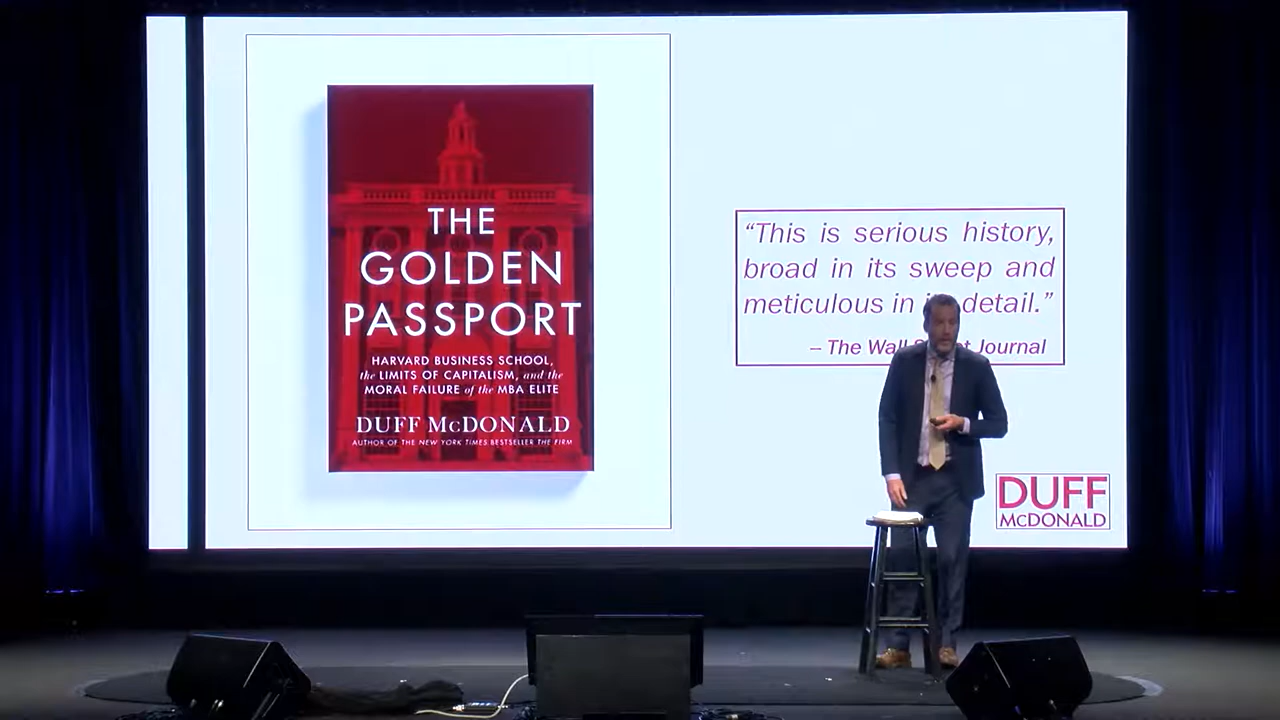 THE
GOLDEN
PASSPORT
HARVARD BUSINESS SCHOOL,
the LIMITS OF CAPITALISM, and the
MORAL FAILURE of the MBA ELITE
DUFF McDONALD
AUTHOR OF THE NEW YORK TIMES BESTSELLER THE FIRM
“This is serious history,
broad in its sweep and
meticulous in detail.”
– The Wall Journal
DUFF
McDONALD